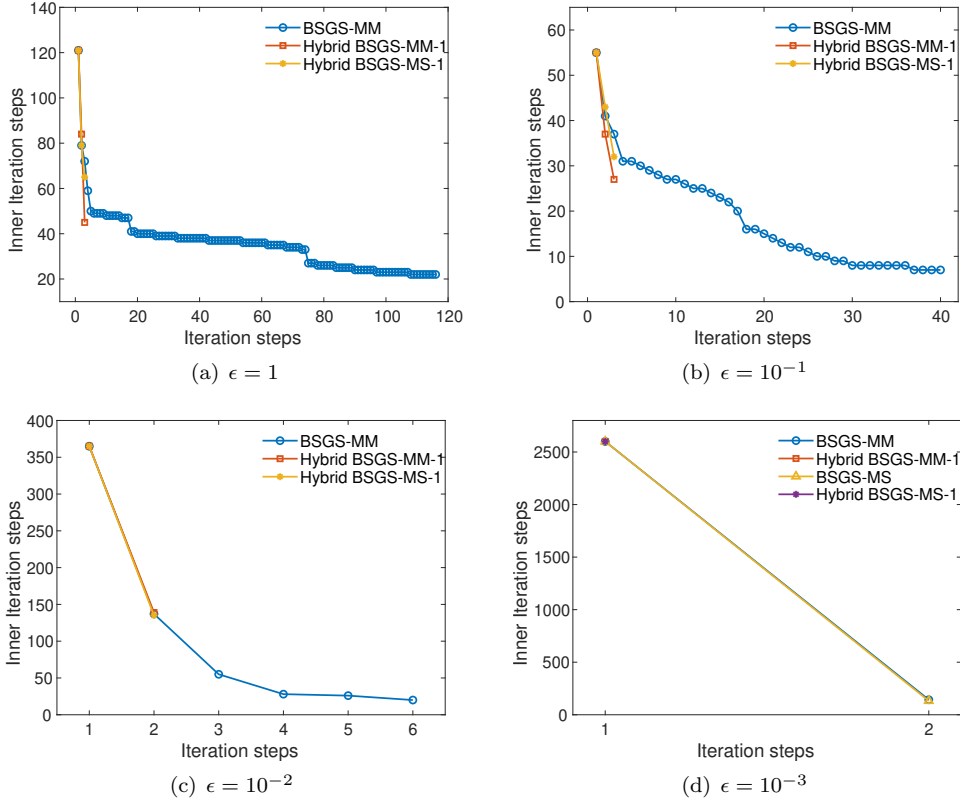 BSGS-MM
Hybrid BSGS-MM-1
Hybrid BSGS-MS-1
140
120
100
80
60
40
20
0 20 40 60 80 100 120
Inner Iteration steps
Iteration steps
(a) ϵ = 1
BSGS-MM
Hybrid BSGS-MM-1
Hybrid BSGS-MS-1
60
50
40
30
20
10
0
0 10 20 30 40
Inner Iteration steps
Iteration steps
(b) ϵ = 10⁻¹
BSGS-MM
Hybrid BSGS-MM-1
Hybrid BSGS-MS-1
400
350
300
250
200
150
100
50
0
1 2 3 4 5 6
Inner Iteration steps
Iteration steps
(c) ϵ = 10⁻²
BSGS-MM
Hybrid BSGS-MM-1
BSGS-MS
Hybrid BSGS-MS-1
2500
2000
1500
1000
500
0
1 2
Inner Iteration steps
Iteration steps
(d) ϵ = 10⁻³